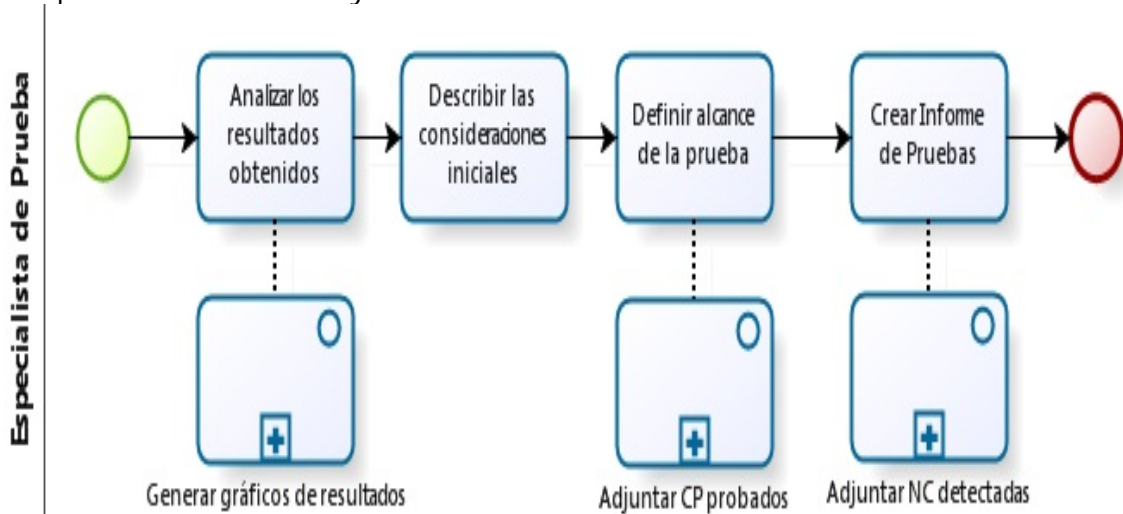 Especialista de Prueba
Analizar los
resultados
obtenidos
Describir las
consideraciones
iniciales
Definir alcance
de la prueba
Crear Informe
de Pruebas
Generar gráficos de resultados
Adjuntar CP probados
Adjuntar NC detectadas